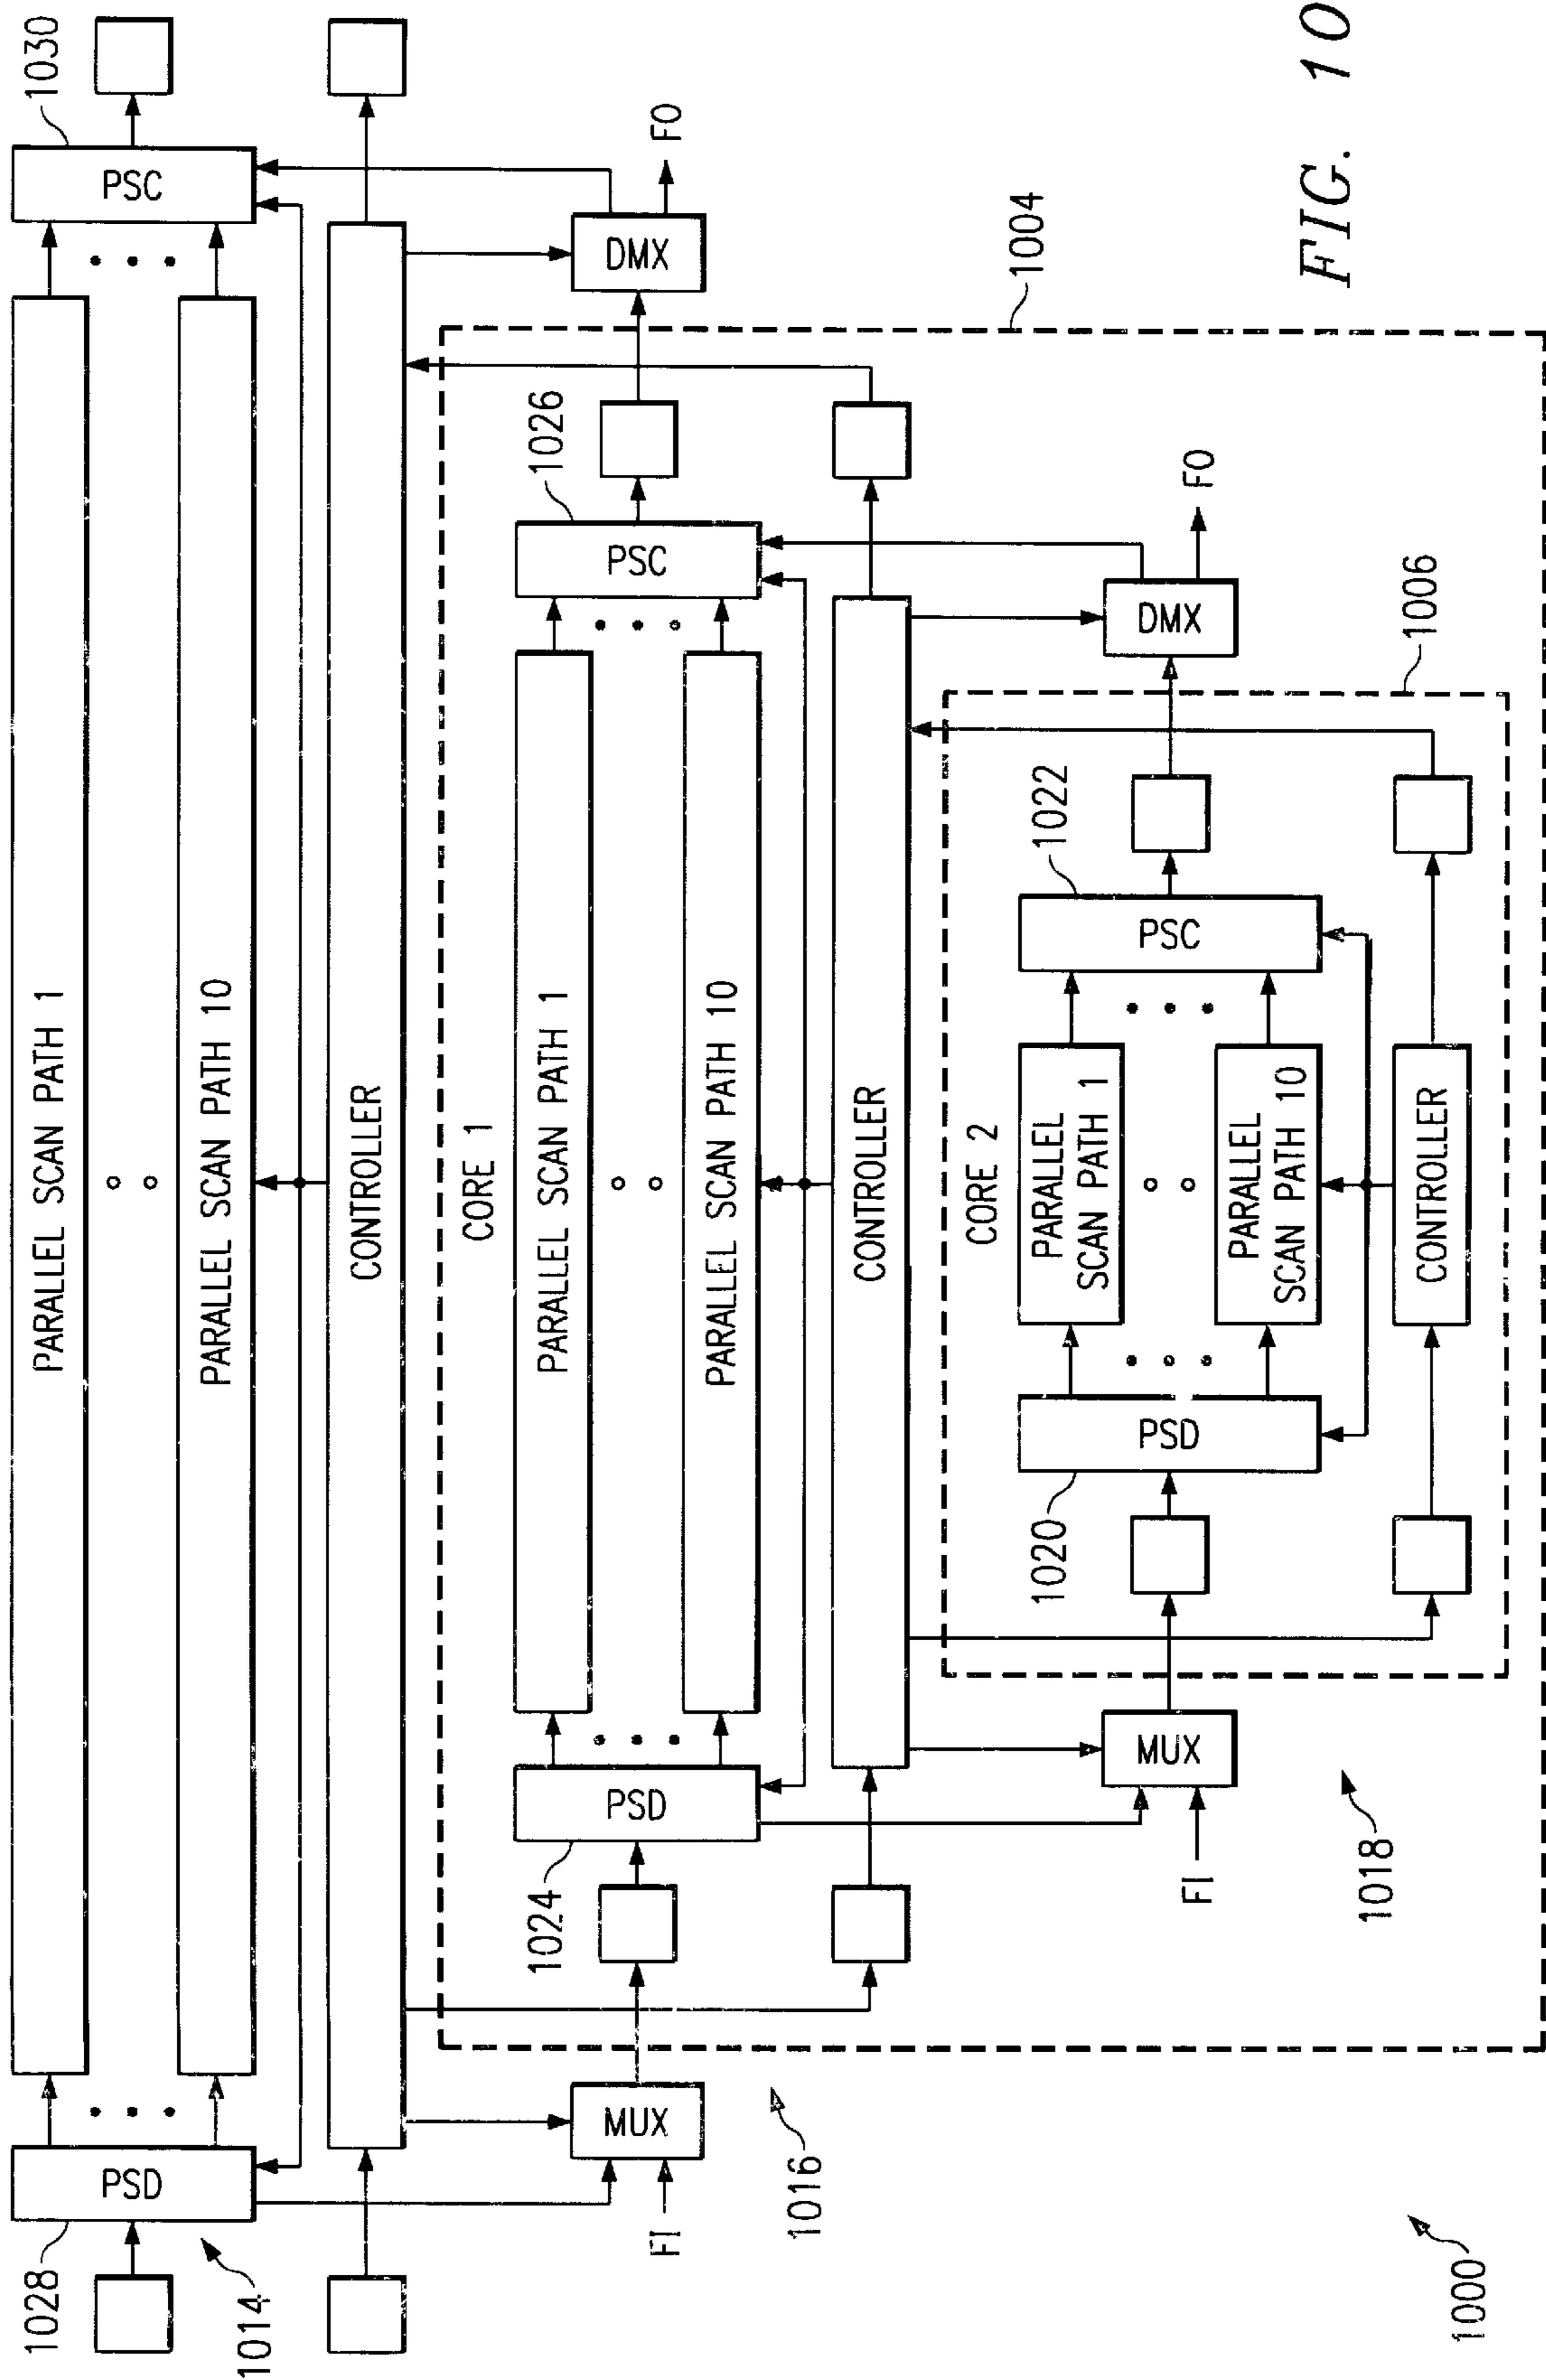 1028
1014
PSD
PARALLEL SCAN PATH 1
PARALLEL SCAN PATH 10
PSC
1030
CONTROLLER
FI
MUX
1016
DMX
FO
CORE 1
1004
1024
PSD
PARALLEL SCAN PATH 1
PARALLEL SCAN PATH 10
PSC
1026
CONTROLLER
FI
MUX
1018
DMX
FO
CORE 2
1006
1020
PSD
PARALLEL
SCAN PATH 1
PARALLEL
SCAN PATH 10
PSC
1022
CONTROLLER
1000
FIG. 10